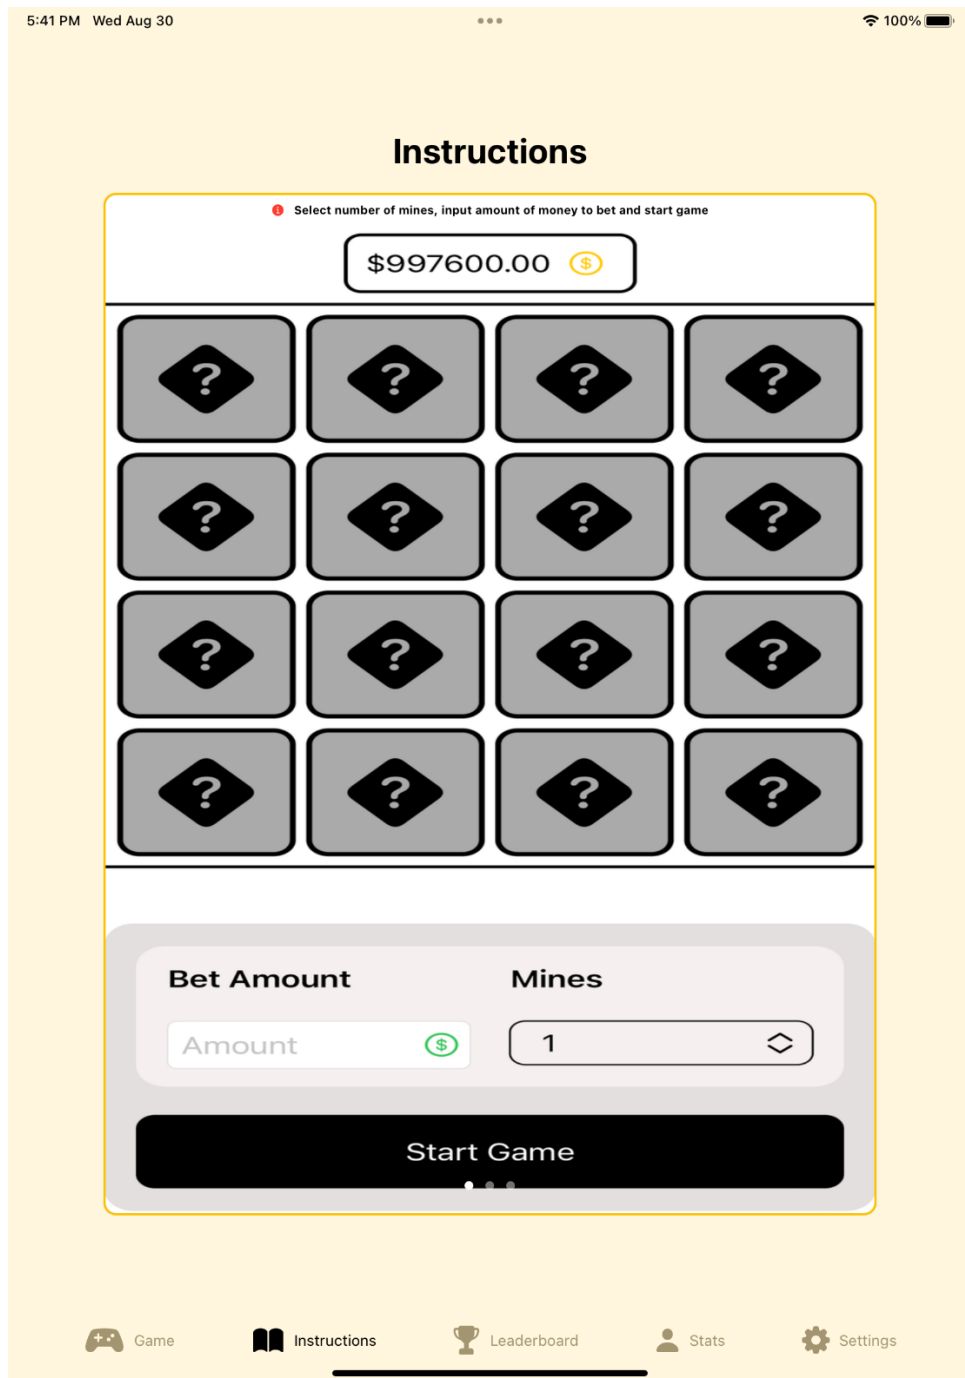 5:41 PM Wed Aug 30
100%
Instructions
Select number of mines, input amount of money to bet and start game
$997600.00 $
? ? ? ?
? ? ? ?
? ? ? ?
? ? ? ?
Bet Amount Mines
Amount $ 1
Start Game
Game Instructions Leaderboard Stats Settings